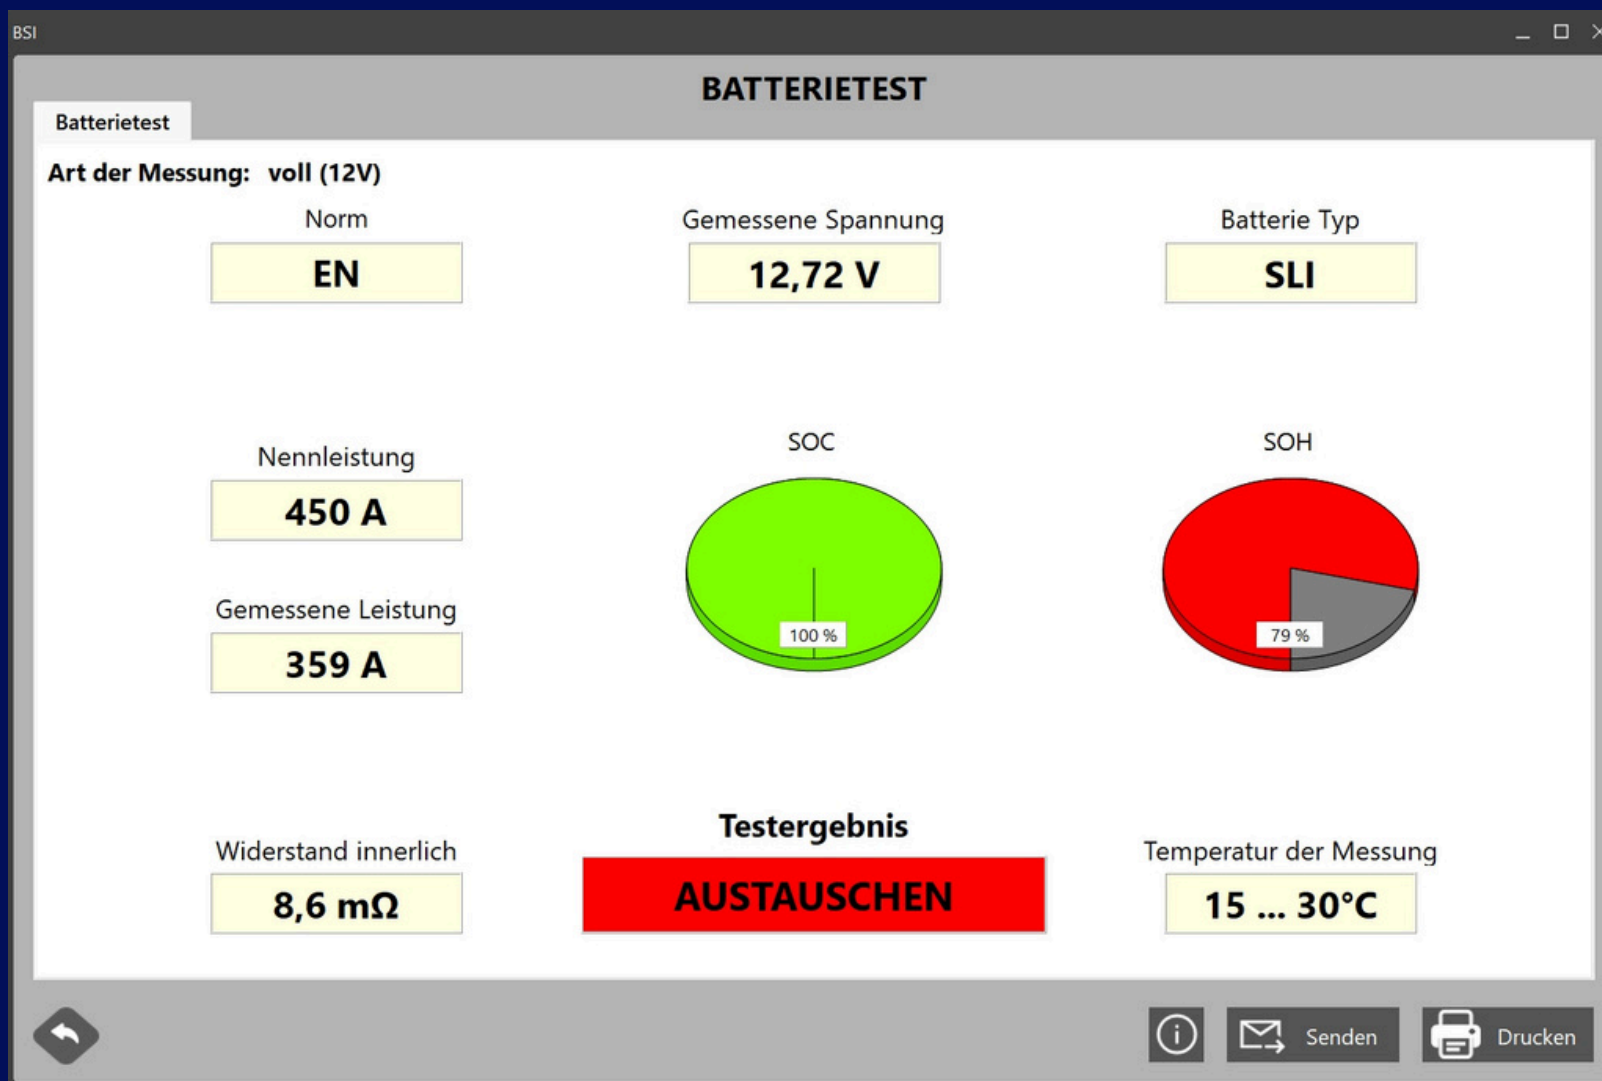 BSI
BATTERIETEST
Batterietest
Art der Messung: voll (12V)
Norm
EN
Gemessene Spannung
12,72 V
Batterie Typ
SLI
Nennleistung
450 A
Gemessene Leistung
359 A
SOC
100 %
SOH
79 %
Widerstand innerlich
8,6 mΩ
Testergebnis
AUSTAUSCHEN
Temperatur der Messung
15 ... 30°C
Senden
Drucken